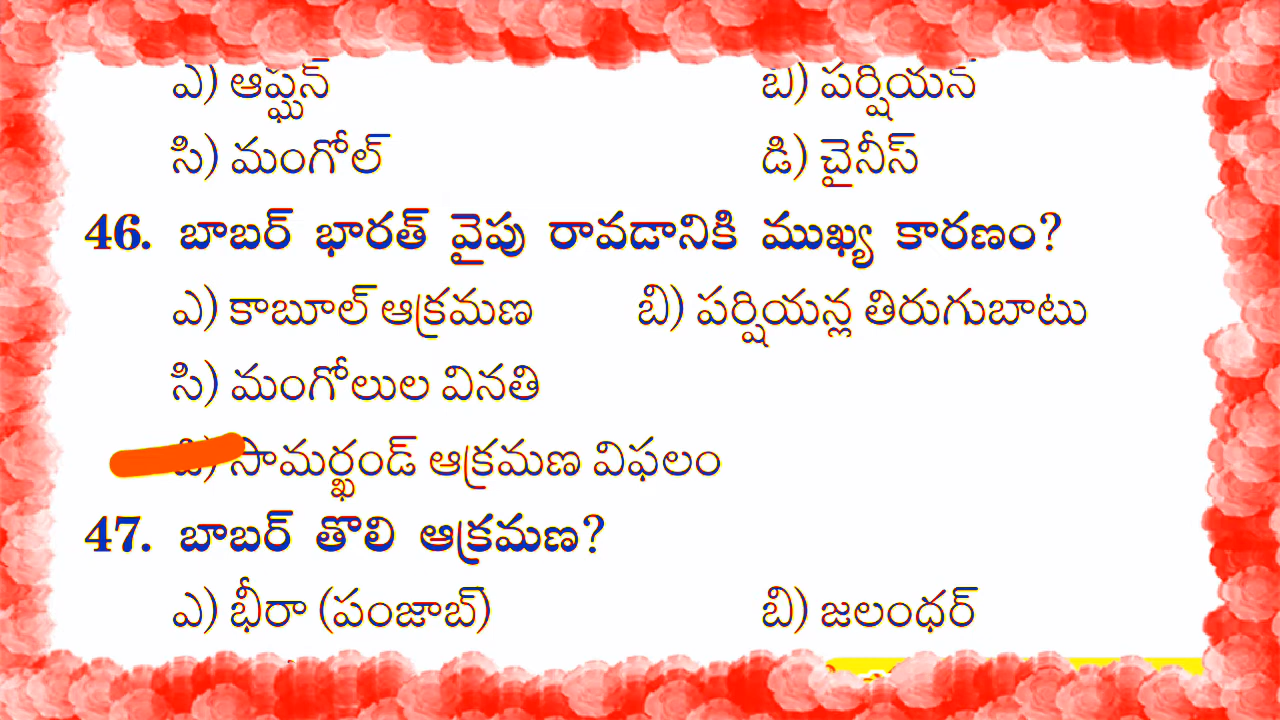 ఎ) ఆఫ్ఘన్ బి) పర్షియన్
సి) మంగోల్ డి) చైనీస్
46. బాబర్ భారత్ వైపు రావడానికి ముఖ్య కారణం?
ఎ) కాబూల్ ఆక్రమణ బి) పర్షియన్ల తిరుగుబాటు
సి) మంగోలుల వినతి
డి) సామర్ఖండ్ ఆక్రమణ విఫలం
47. బాబర్ తొలి ఆక్రమణ?
ఎ) భీరా (పంజాబ్) బి) జలంధర్